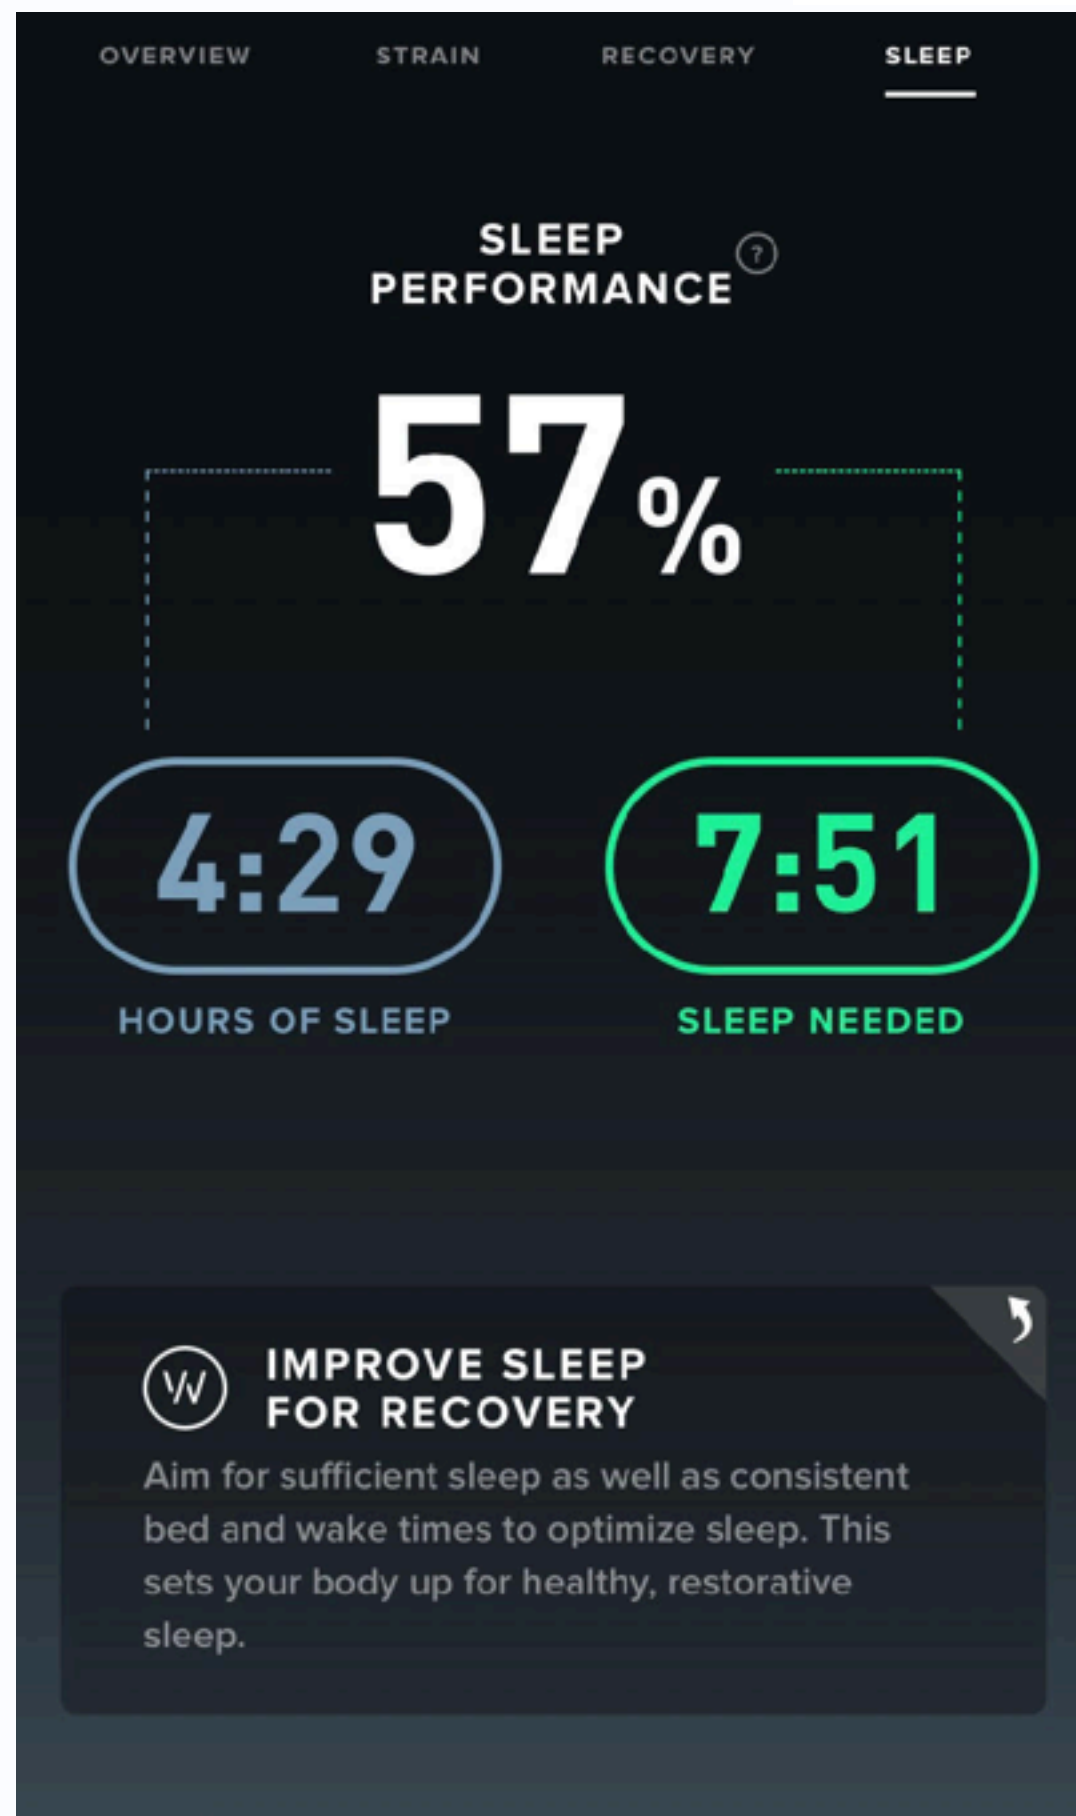 OVERVIEW STRAIN RECOVERY SLEEP
SLEEP
PERFORMANCE ?
57%
4:29 7:51
HOURS OF SLEEP SLEEP NEEDED
W IMPROVE SLEEP
FOR RECOVERY
Aim for sufficient sleep as well as consistent
bed and wake times to optimize sleep. This
sets your body up for healthy, restorative
sleep.